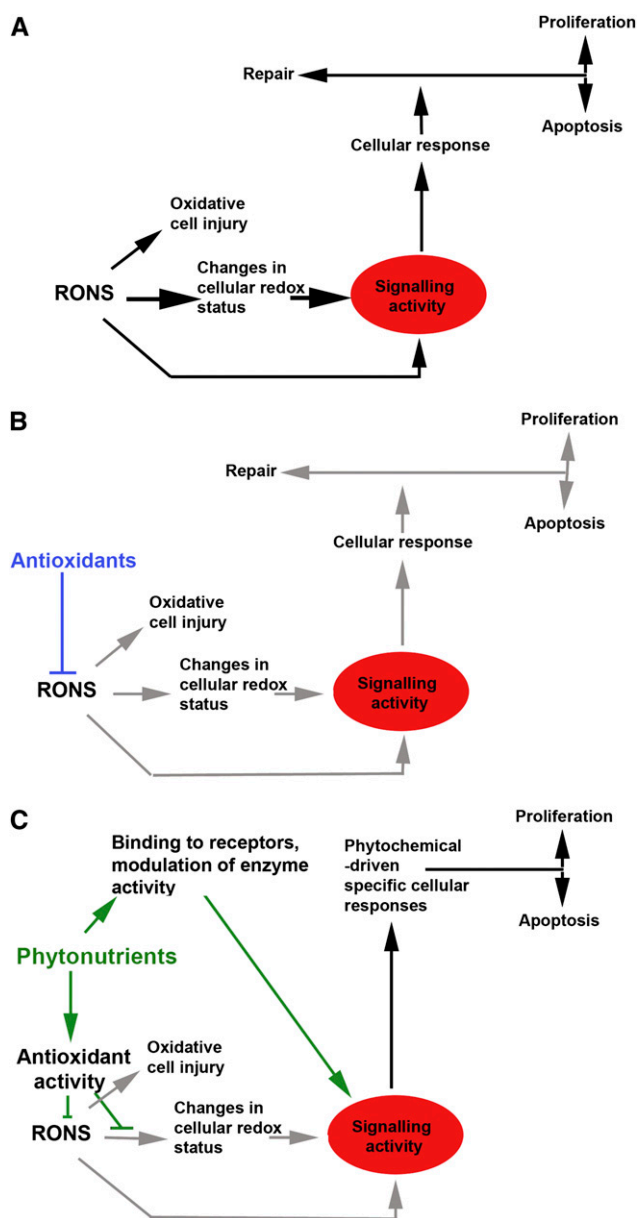 A
Proliferation
Repair
Apoptosis
Cellular response
Oxidative
cell injury
Changes in
cellular redox
status
RONS
Signalling
activity
B
Proliferation
Repair
Apoptosis
Cellular response
Antioxidants
Oxidative
cell injury
RONS
Changes in
cellular redox
status
Signalling
activity
C
Proliferation
Binding to receptors,
modulation of enzyme
activity
Phytochemical
-driven
specific cellular
responses
Apoptosis
Phytonutrients
Antioxidant
activity
Oxidative
cell injury
RONS
Changes in
cellular redox
status
Signalling
activity